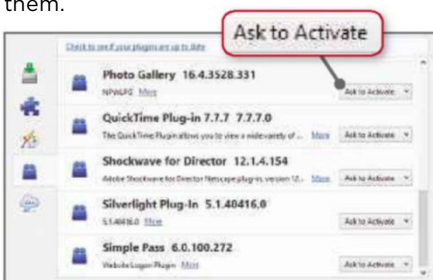 them.
Ask to Activate
Check to see if your plugins are up to date
Photo Gallery 16.4.3528.331
NPWLPG More
Ask to Activate
QuickTime Plug-in 7.7.7 7.7.7.0
The QuickTime Plugin allows you to view a wide variety of ... More
Ask to Activate
Shockwave for Director 12.1.4.154
Adobe Shockwave for Director Netscape plug-in, version 12... More
Ask to Activate
Silverlight Plug-In 5.1.40416.0
5.1.40416.0 More
Ask to Activate
Simple Pass 6.0.100.272
Website Logon Plugin More
Ask to Activate